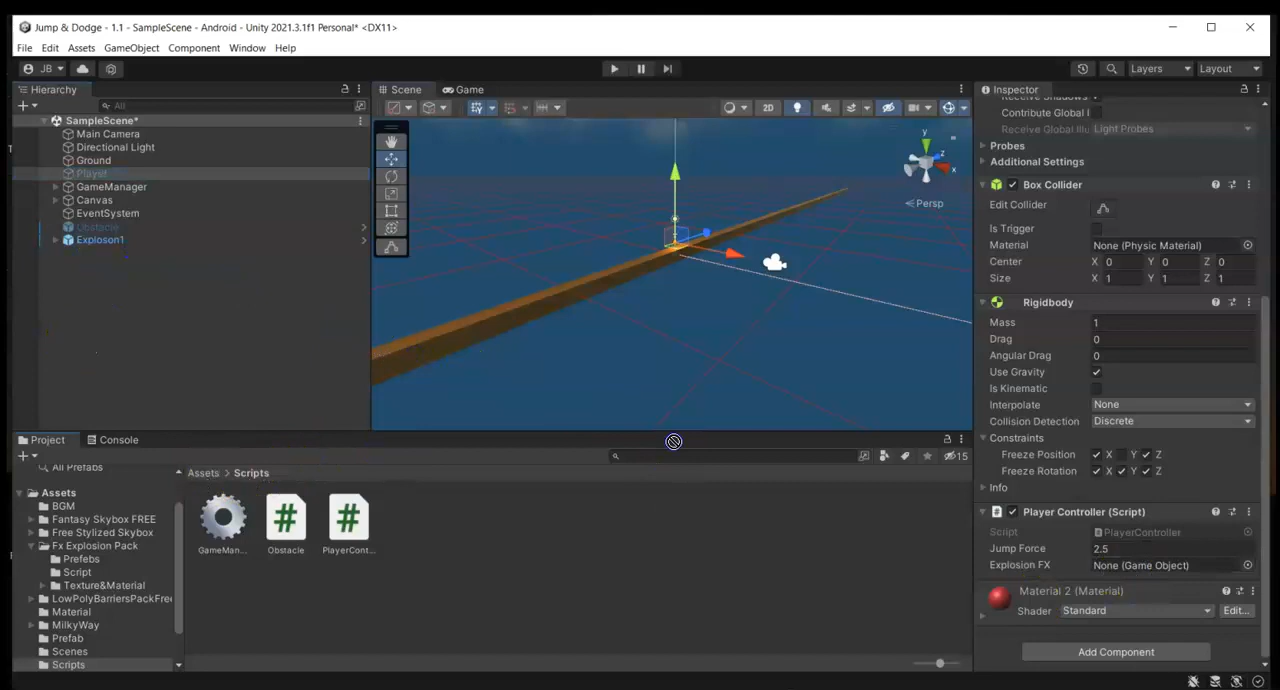 Jump & Dodge - 1.1 - SampleScene - Android - Unity 2021.3.1f1 Personal* <DX11>
File Edit Assets GameObject Component Window Help
JB Layers Layout
Hierarchy
All
SampleScene*
Main Camera
Directional Light
Ground
Player
GameManager
Canvas
EventSystem
Obstacle
Exploson1
Scene Game
2D
y
z
x
Persp
Inspector
Receive Shadows
Contribute Global I
Receive Global Illu Light Probes
Probes
Additional Settings
Box Collider
Edit Collider
Is Trigger
Material None (Physic Material)
Center X 0 Y 0 Z 0
Size X 1 Y 1 Z 1
Rigidbody
Mass 1
Drag 0
Angular Drag 0
Use Gravity
Is Kinematic
Interpolate None
Collision Detection Discrete
Constraints
Freeze Position X Y Z
Freeze Rotation X Y Z
Info
Player Controller (Script)
Script PlayerController
Jump Force 2.5
Explosion FX None (Game Object)
Material 2 (Material)
Shader Standard Edit...
Add Component
Project Console
15
All Prefabs
Assets
BGM
Fantasy Skybox FREE
Free Stylized Skybox
Fx Explosion Pack
Prefebs
Script
Texture&Material
LowPolyBarriersPackFree
Material
MilkyWay
Prefab
Scenes
Scripts
Assets > Scripts
GameMan... Obstacle PlayerCont...